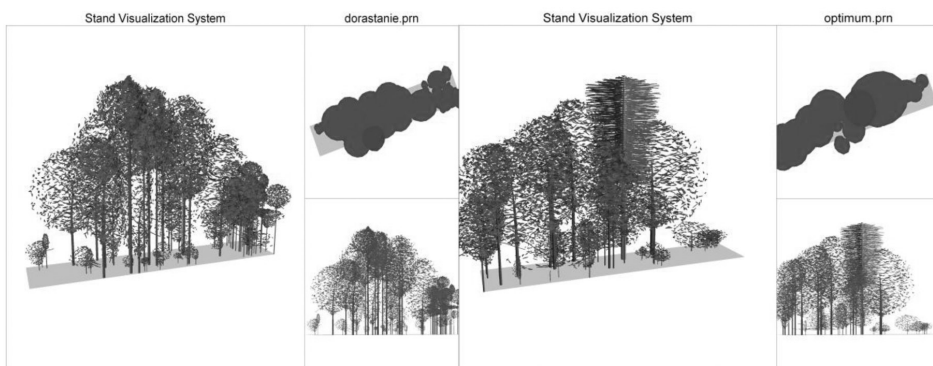 Stand Visualization System
dorastanie.prn
Stand Visualization System
optimum.prn